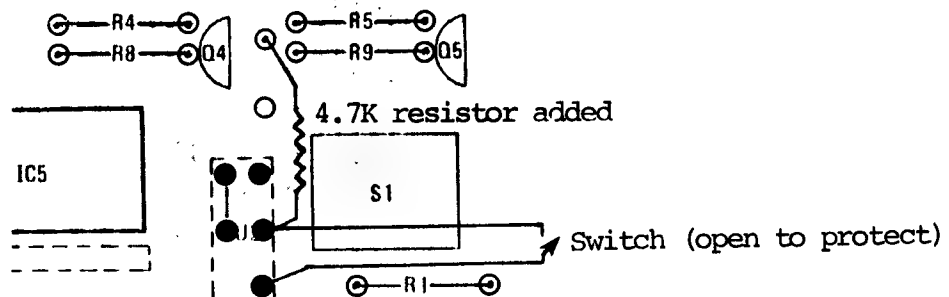 R4 R5
R8 Q4 R9 Q5
4.7K resistor added
IC5
S1
Switch (open to protect)
R1